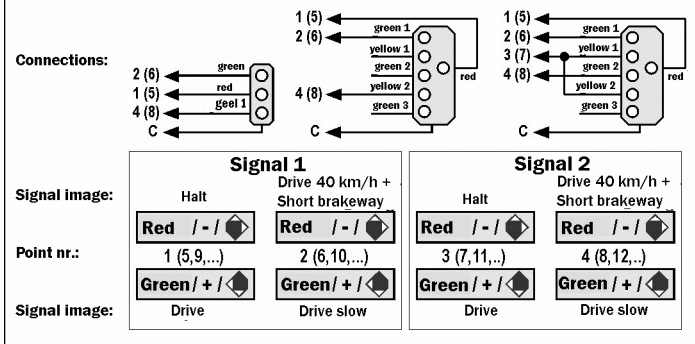 Connections:
green
2 (6)
red
1 (5)
geel 1
4 (8)
C
1 (5)
green 1
2 (6)
yellow 1
green 2
red
yellow 2
4 (8)
green 3
C
1 (5)
green 1
2 (6)
yellow 1
3 (7)
green 2
4 (8)
red
yellow 2
green 3
C
Signal 1
Signal 2
Signal image:
Halt
Drive 40 km/h +
Short brakeway
Halt
Drive 40 km/h +
Short brakeway
Red / - /
Red / - /
Red / - /
Red / - /
Point nr.:
1 (5,9,...)
2 (6,10,...)
3 (7,11,..)
4 (8,12,..)
Green / + /
Green / + /
Green / + /
Green / + /
Signal image:
Drive
Drive slow
Drive
Drive slow